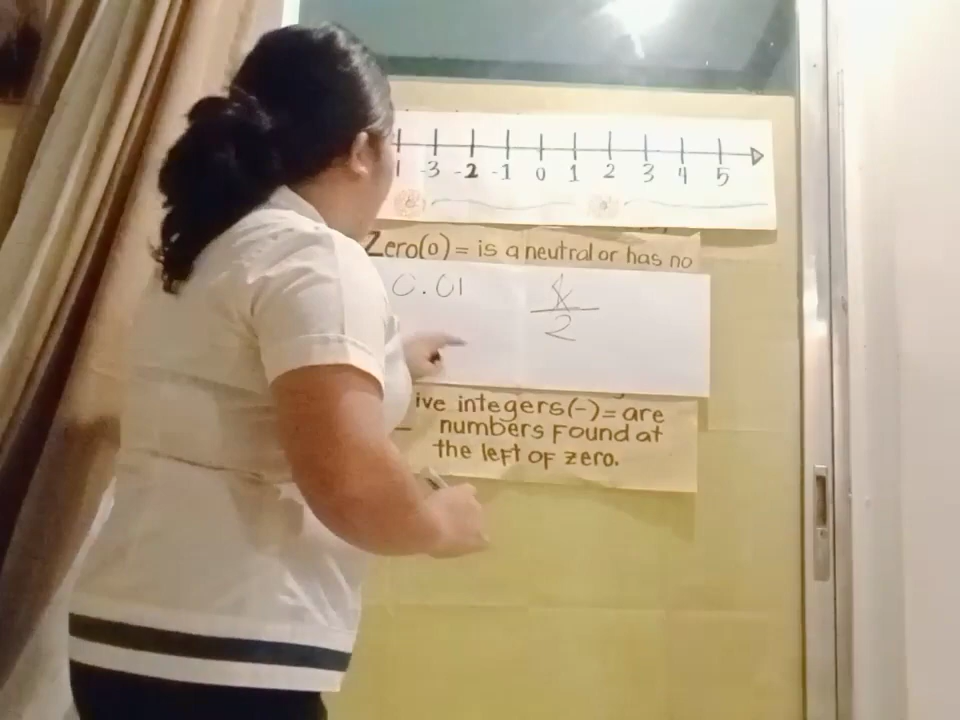 -3 -2 -1 0 1 2 3 4 5
Zero(0) = is a neutral or has no
0.01
2
ive integers(-) = are
numbers found at
the left of zero.